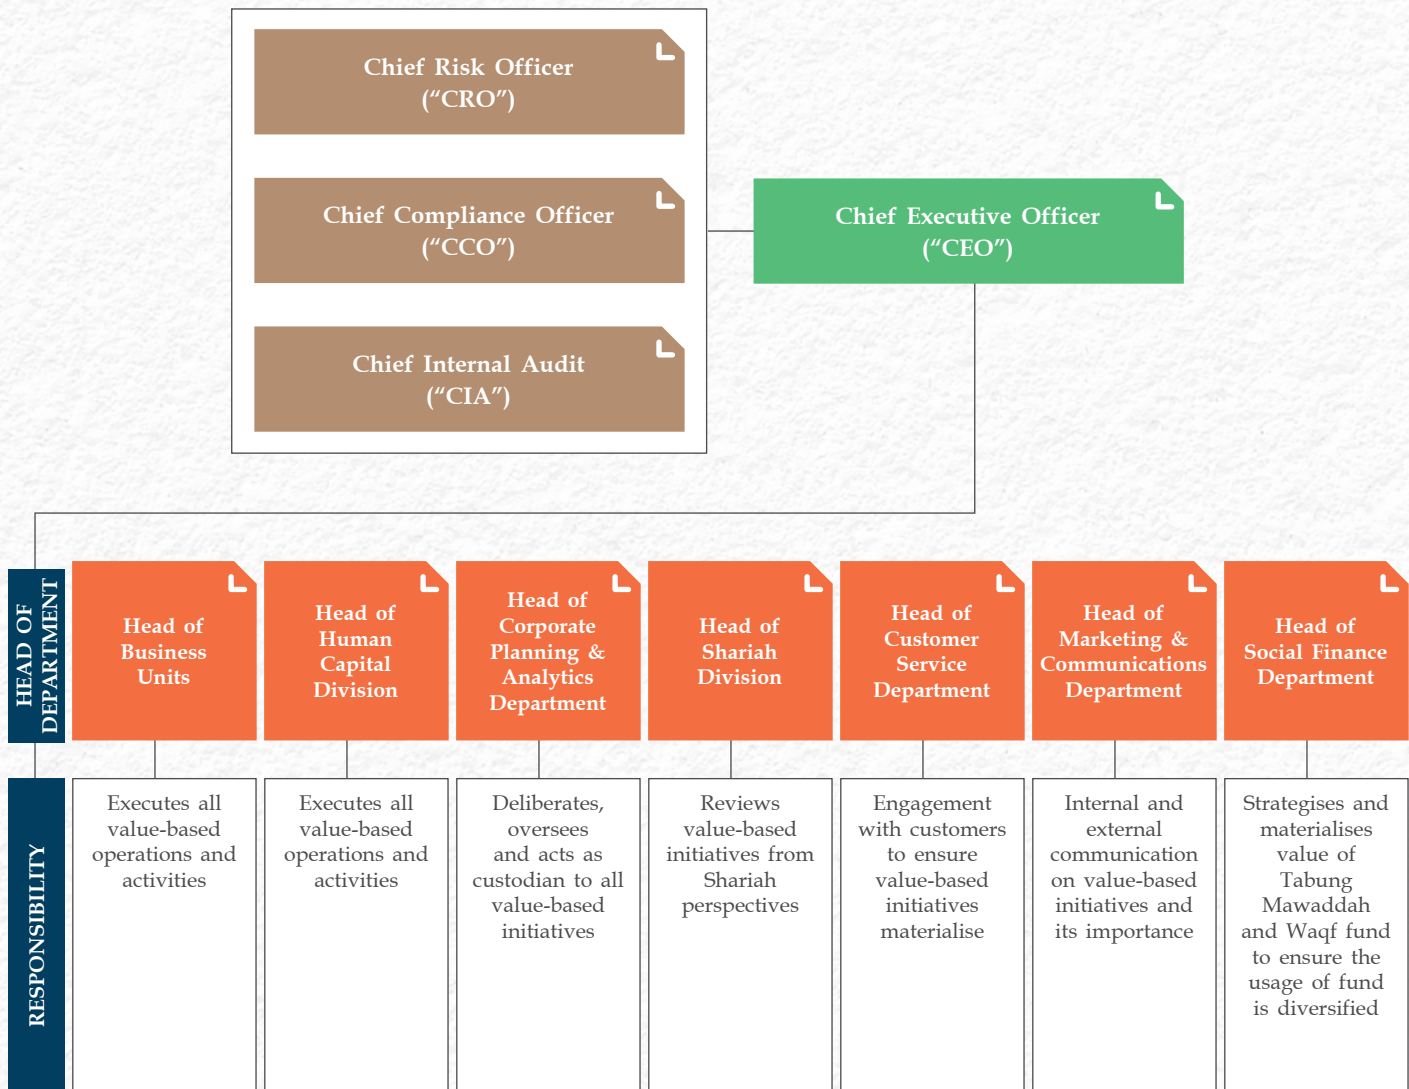 Chief Risk Officer
(“CRO”)
Chief Compliance Officer
(“CCO”)
Chief Internal Audit
(“CIA”)
Chief Executive Officer
(“CEO”)
HEAD OF
DEPARTMENT
Head of
Business
Units
Head of
Human
Capital
Division
Head of
Corporate
Planning &
Analytics
Department
Head of
Shariah
Division
Head of
Customer
Service
Department
Head of
Marketing &
Communications
Department
Head of
Social Finance
Department
RESPONSIBILITY
Executes all
value-based
operations and
activities
Executes all
value-based
operations and
activities
Deliberates,
oversees
and acts as
custodian to all
value-based
initiatives
Reviews
value-based
initiatives from
Shariah
perspectives
Engagement
with customers
to ensure
value-based
initiatives
materialise
Internal and
external
communication
on value-based
initiatives and
its importance
Strategises and
materialises
value of
Tabung
Mawaddah
and Waqf fund
to ensure the
usage of fund
is diversified